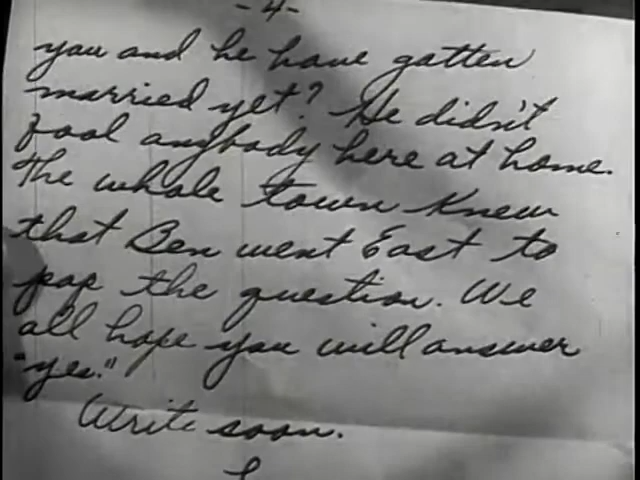 -4-
you and he have gotten
married yet? He didn't
fool anybody here at home.
The whole town knew
that Ben went East to
pop the question. We
all hope you will answer
"yes."
Write soon.